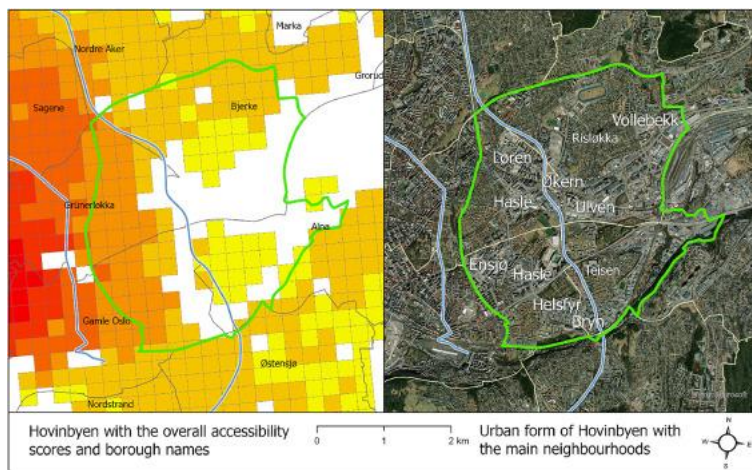 Marka
Nordre Aker
Grorud
Sagene
Bjerke
Grünerløkka
Alna
Gamle Oslo
Østensjø
Nordstrand
Vollebekk
Risløkka
Løren
Økern
Hasle
Ulven
Ensjø
Hasle
Teisen
Helsfyr
Bryn
Hovinbyen with the overall accessibility
scores and borough names
0 1 2 km
Urban form of Hovinbyen with
the main neighbourhoods
N
W E
S